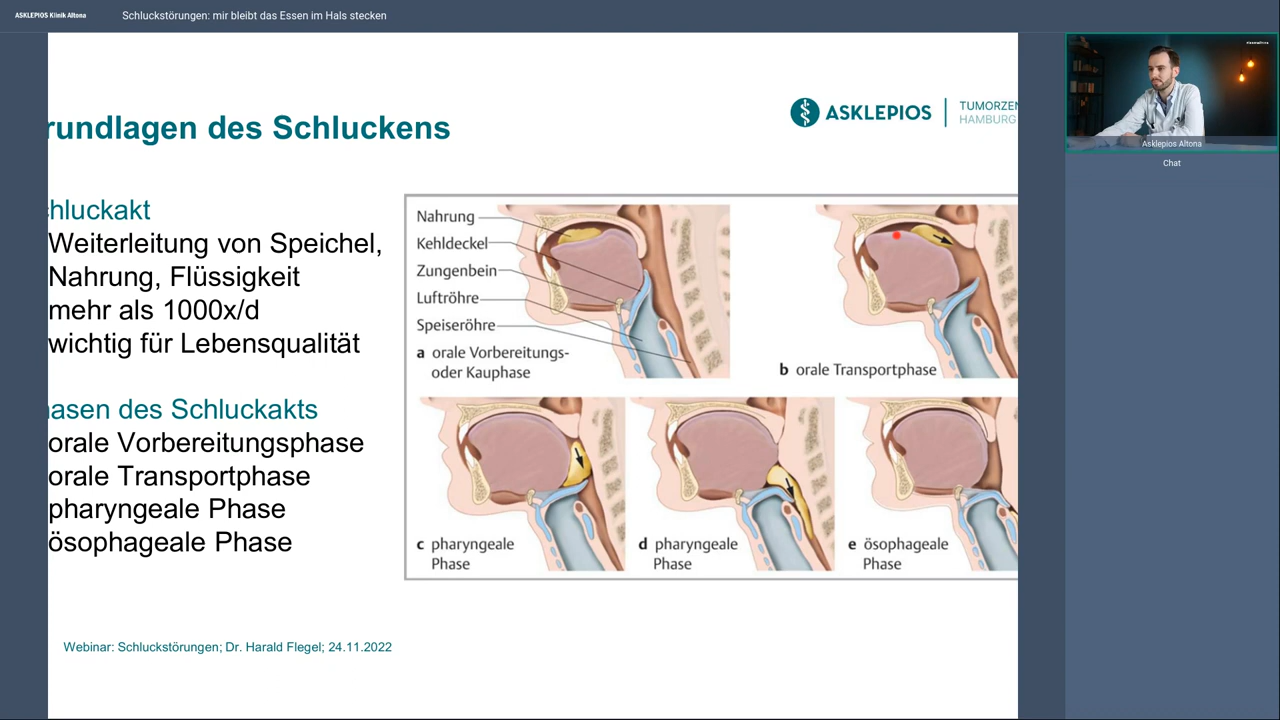 ASKLEPIOS Klinik Altona
Schluckstörungen: mir bleibt das Essen im Hals stecken
rundlagen des Schluckens
ASKLEPIOS
TUMORZEN
HAMBURG
hluckakt
Weiterleitung von Speichel,
Nahrung, Flüssigkeit
mehr als 1000x/d
wichtig für Lebensqualität
asen des Schluckakts
orale Vorbereitungsphase
orale Transportphase
pharyngeale Phase
ösophageale Phase
Nahrung
Kehldeckel
Zungenbein
Luftröhre
Speiseröhre
a orale Vorbereitungs-
oder Kauphase
b orale Transportphase
c pharyngeale
Phase
d pharyngeale
Phase
e ösophageale
Phase
Webinar: Schluckstörungen; Dr. Harald Flegel; 24.11.2022
Asklepios Altona
Chat